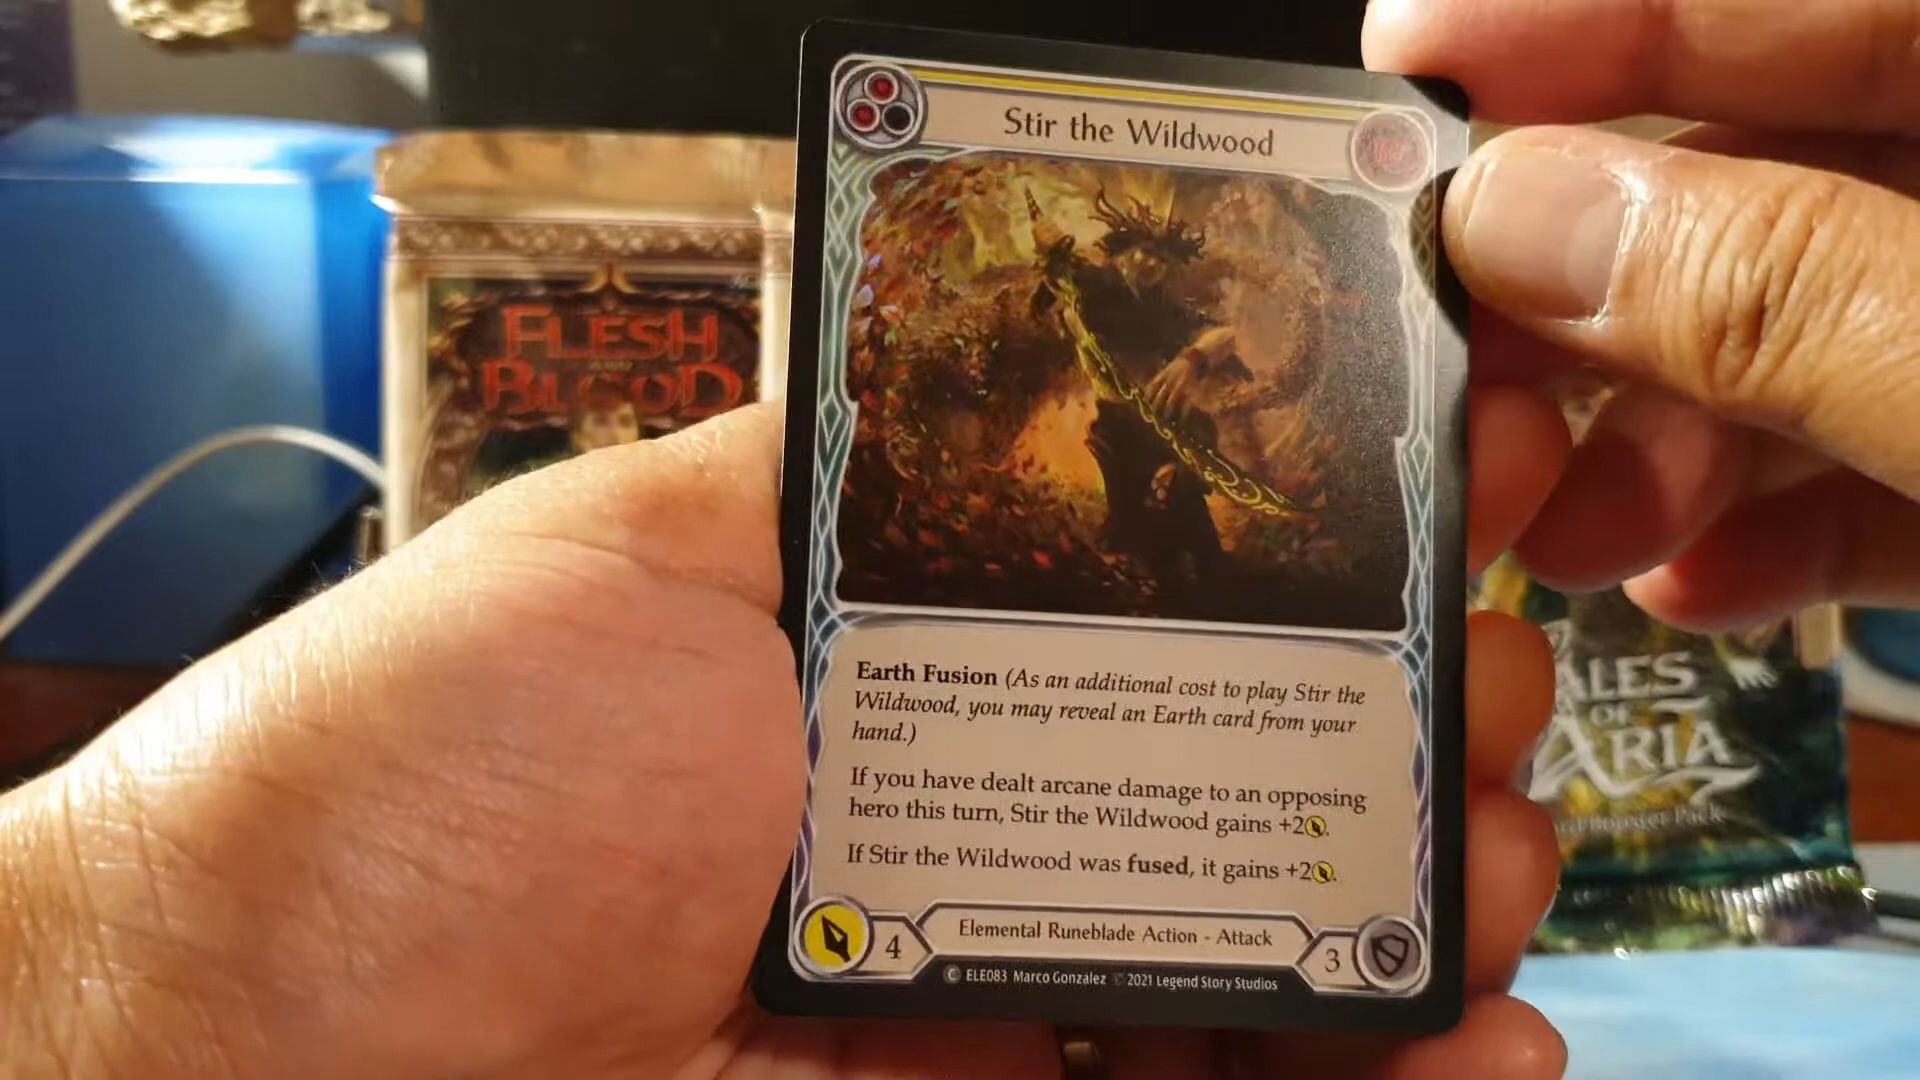 Stir the Wildwood
FLESH
BLOOD
Earth Fusion (As an additional cost to play Stir the
Wildwood, you may reveal an Earth card from your
hand.)
If you have dealt arcane damage to an opposing
hero this turn, Stir the Wildwood gains +2.
If Stir the Wildwood was fused, it gains +2.
4
Elemental Runeblade Action - Attack
3
C ELE083 Marco González © 2021 Legend Story Studios
ALES
OF
ARIA
Booster Pack